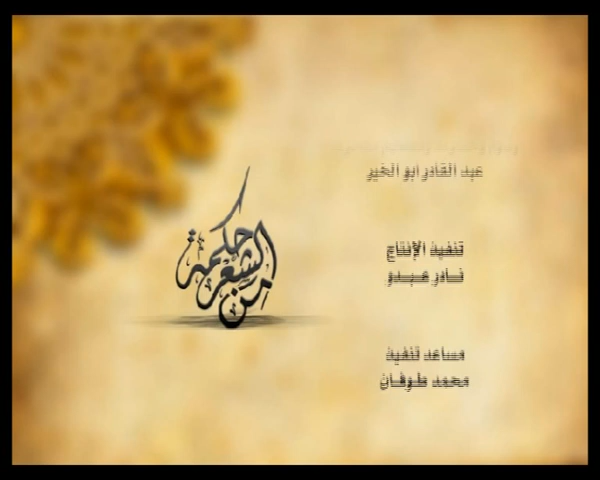 عبد القادر ابو الخير
من الشعر حكمة
تنفيذ الإنتاج
نادر عبدو
مساعد تنفيذ
محمد طوفان